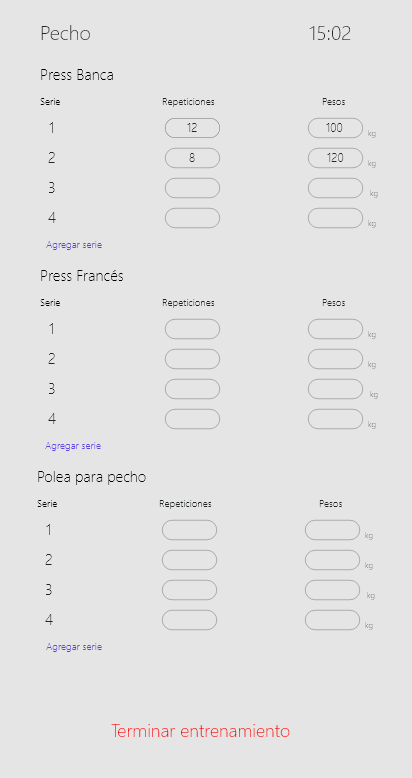 Pecho 15:02
Press Banca
Serie Repeticiones Pesos
1 12 100 kg
2 8 120 kg
3 kg
4 kg
Agregar serie
Press Francés
Serie Repeticiones Pesos
1 kg
2 kg
3 kg
4 kg
Agregar serie
Polea para pecho
Serie Repeticiones Pesos
1 kg
2 kg
3 kg
4 kg
Agregar serie
Terminar entrenamiento